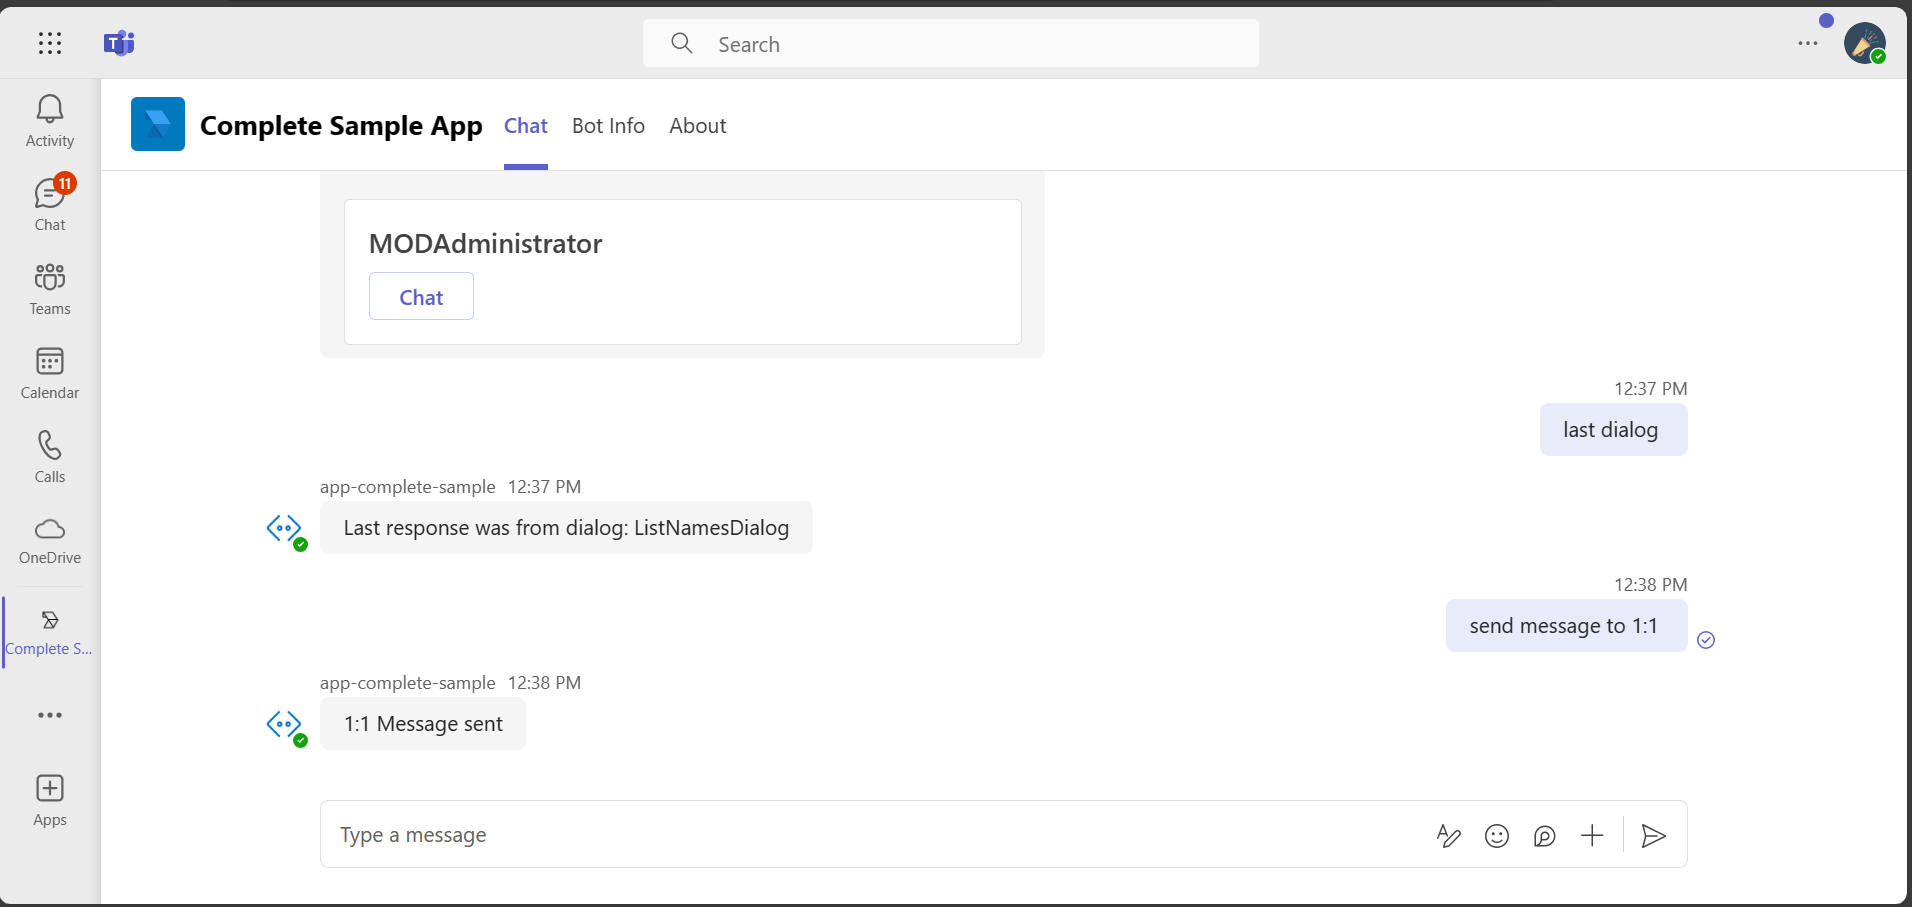 Search
Activity
11
Chat
Teams
Calendar
Calls
OneDrive
Complete S...
Apps
Complete Sample App
Chat
Bot Info
About
MODAdministrator
Chat
12:37 PM
last dialog
app-complete-sample 12:37 PM
Last response was from dialog: ListNamesDialog
12:38 PM
send message to 1:1
app-complete-sample 12:38 PM
1:1 Message sent
Type a message